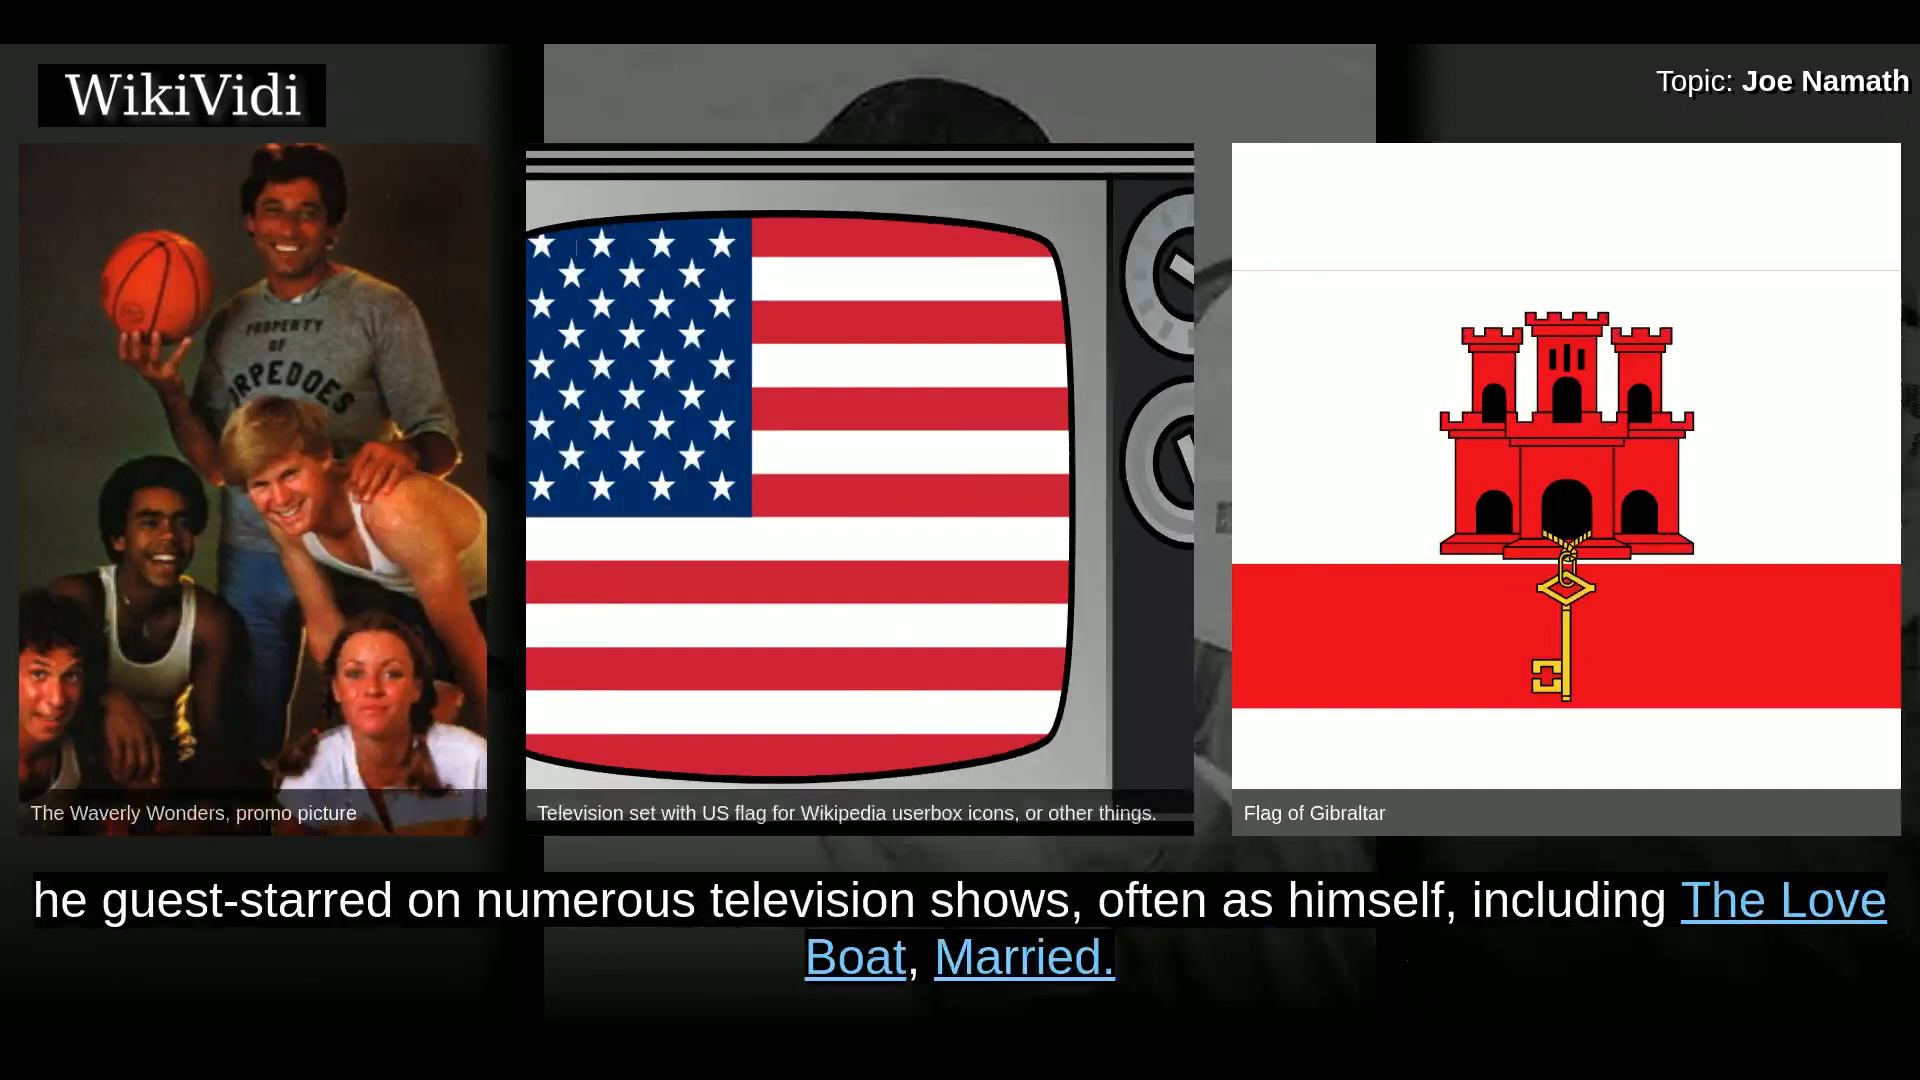 WikiVidi
Topic: Joe Namath
PROPERTY
OF
The Waverly Wonders, promo picture
Television set with US flag for Wikipedia userbox icons, or other things.
Flag of Gibraltar
he guest-starred on numerous television shows, often as himself, including The Love
Boat, Married.